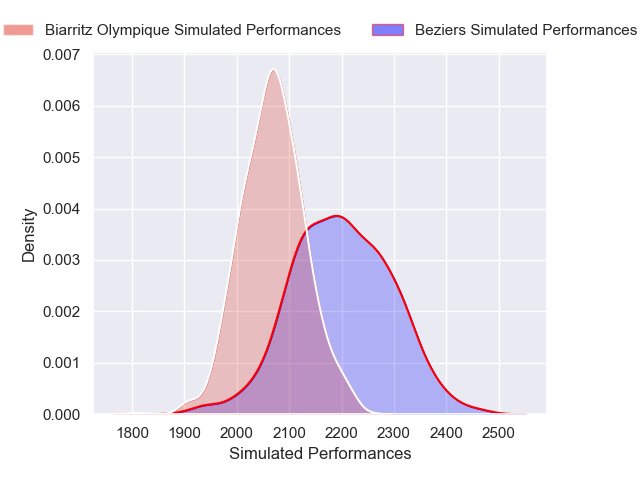 Biarritz Olympique Simulated Performances Beziers Simulated Performances
0.007
0.006
0.005
0.004
0.003
0.002
0.001
0.000
Density
1800 1900 2000 2100 2200 2300 2400 2500
Simulated Performances